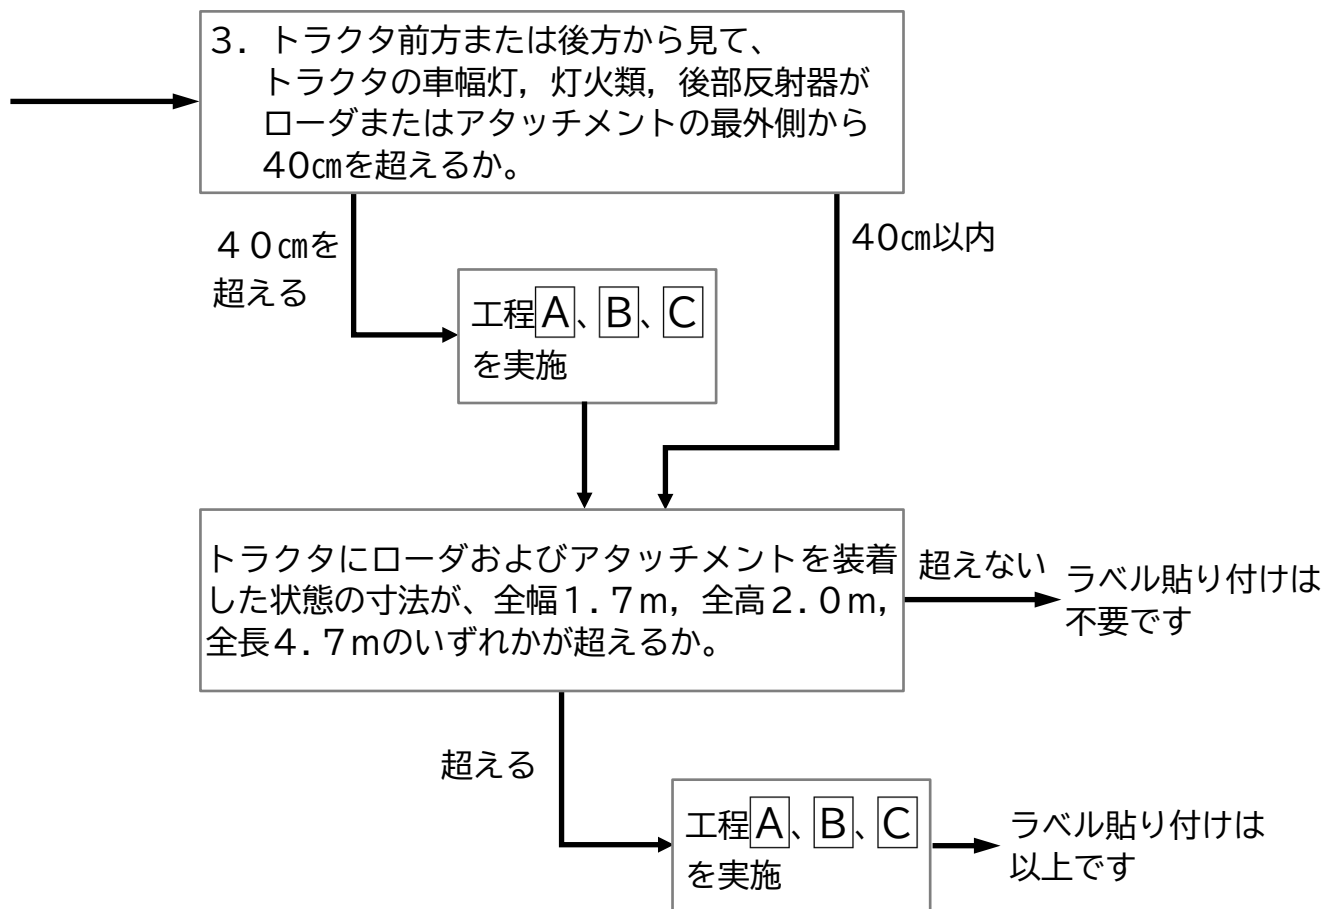 3．トラクタ前方または後方から見て、
トラクタの車幅灯，灯火類，後部反射器が
ローダまたはアタッチメントの最外側から
40㎝を超えるか。
４０㎝を
超える
40㎝以内
工程A、B、C
を実施
トラクタにローダおよびアタッチメントを装着
した状態の寸法が、全幅１.７ｍ，全高２.０ｍ，
全長４.７ｍのいずれかが超えるか。
超えない
ラベル貼り付けは
不要です
超える
工程A、B、C
を実施
ラベル貼り付けは
以上です